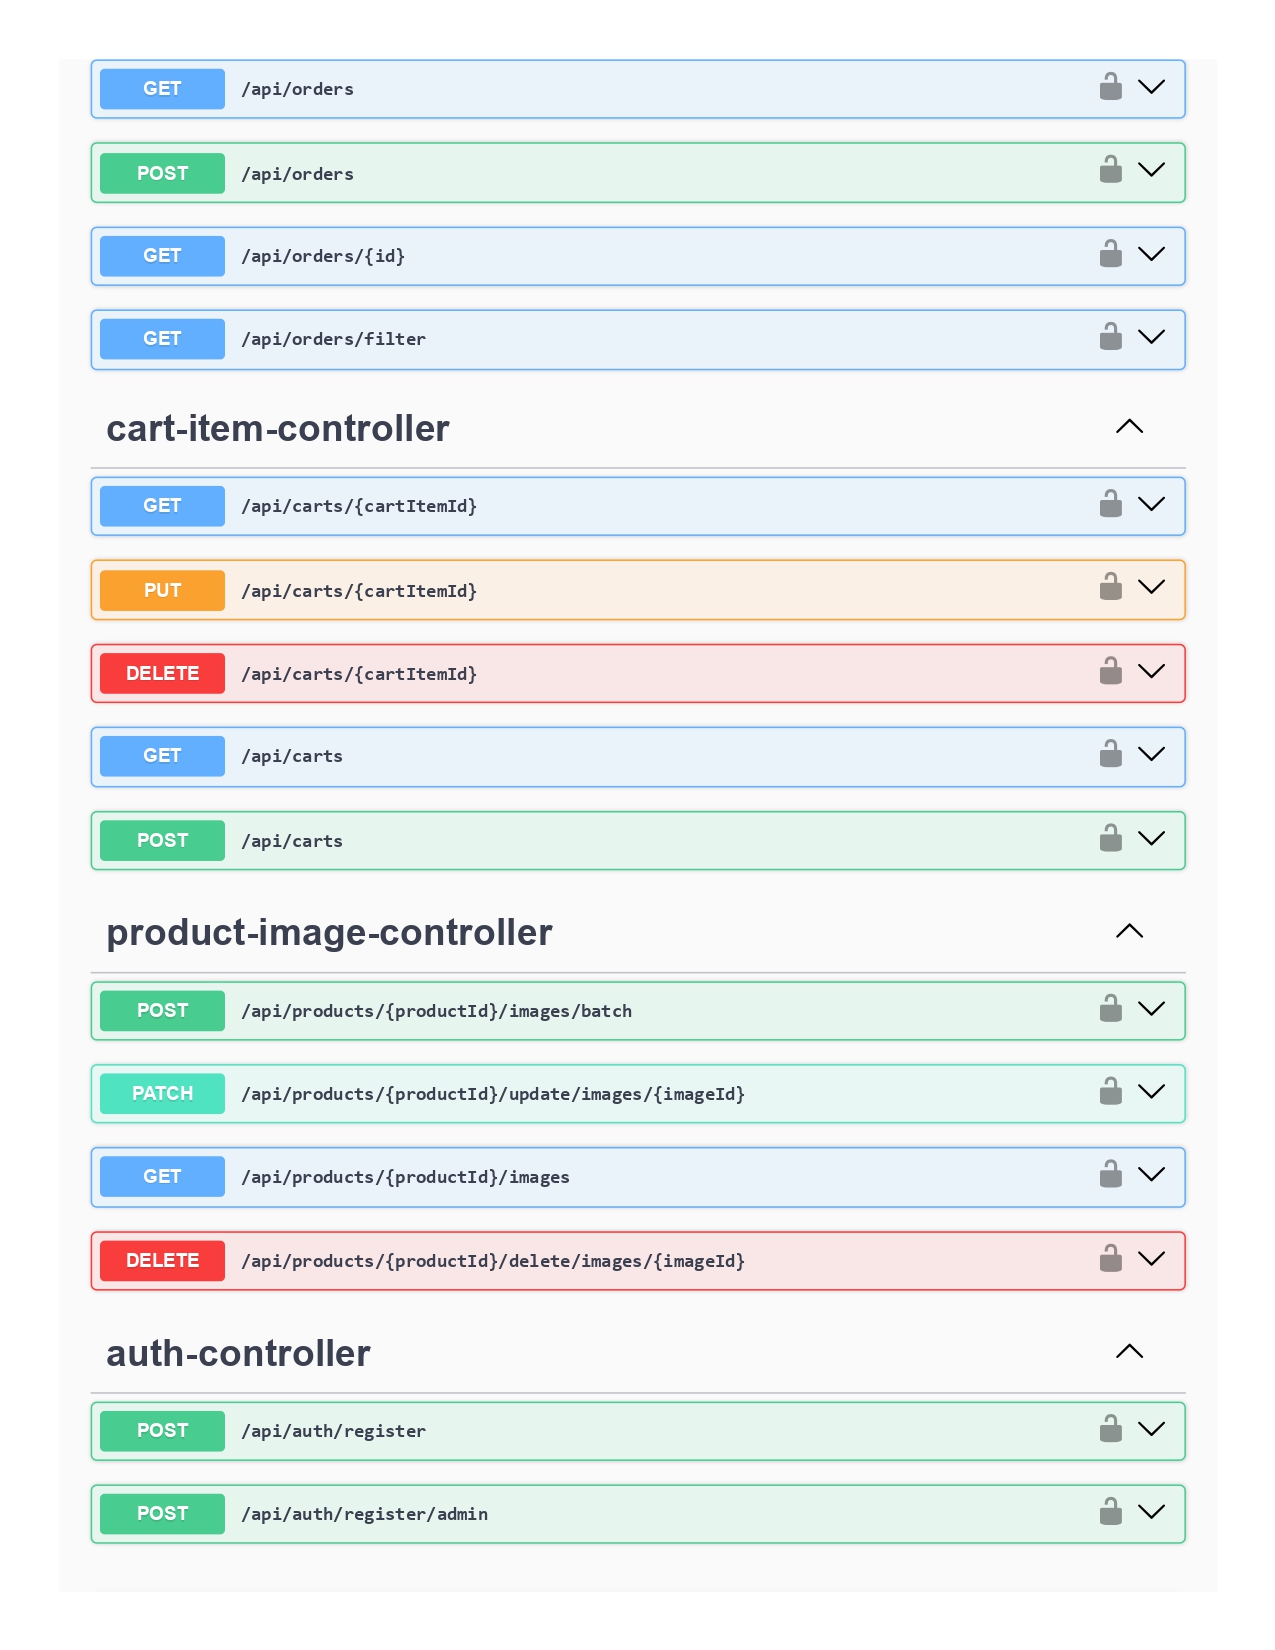 GET /api/orders
POST /api/orders
GET /api/orders/{id}
GET /api/orders/filter
cart-item-controller
GET /api/carts/{cartItemId}
PUT /api/carts/{cartItemId}
DELETE /api/carts/{cartItemId}
GET /api/carts
POST /api/carts
product-image-controller
POST /api/products/{productId}/images/batch
PATCH /api/products/{productId}/update/images/{imageId}
GET /api/products/{productId}/images
DELETE /api/products/{productId}/delete/images/{imageId}
auth-controller
POST /api/auth/register
POST /api/auth/register/admin